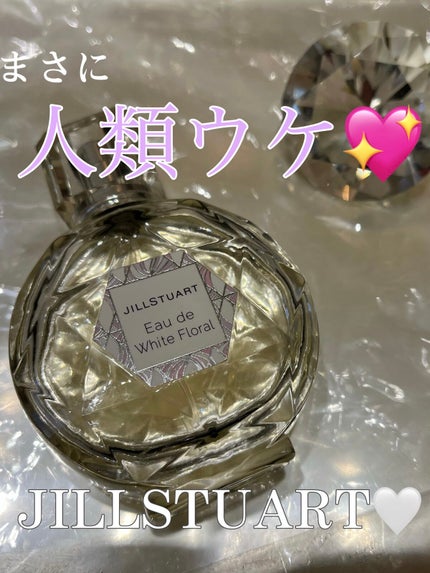 まさに
人類ウケ💖
JILLSTUART
Eau de
White Floral
JILLSTUART🤍